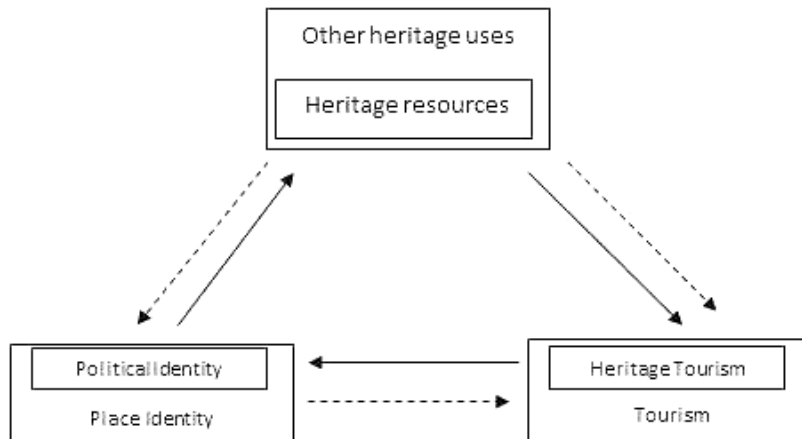 Other heritage uses
Heritage resources
Political Identity
Place Identity
Heritage Tourism
Tourism